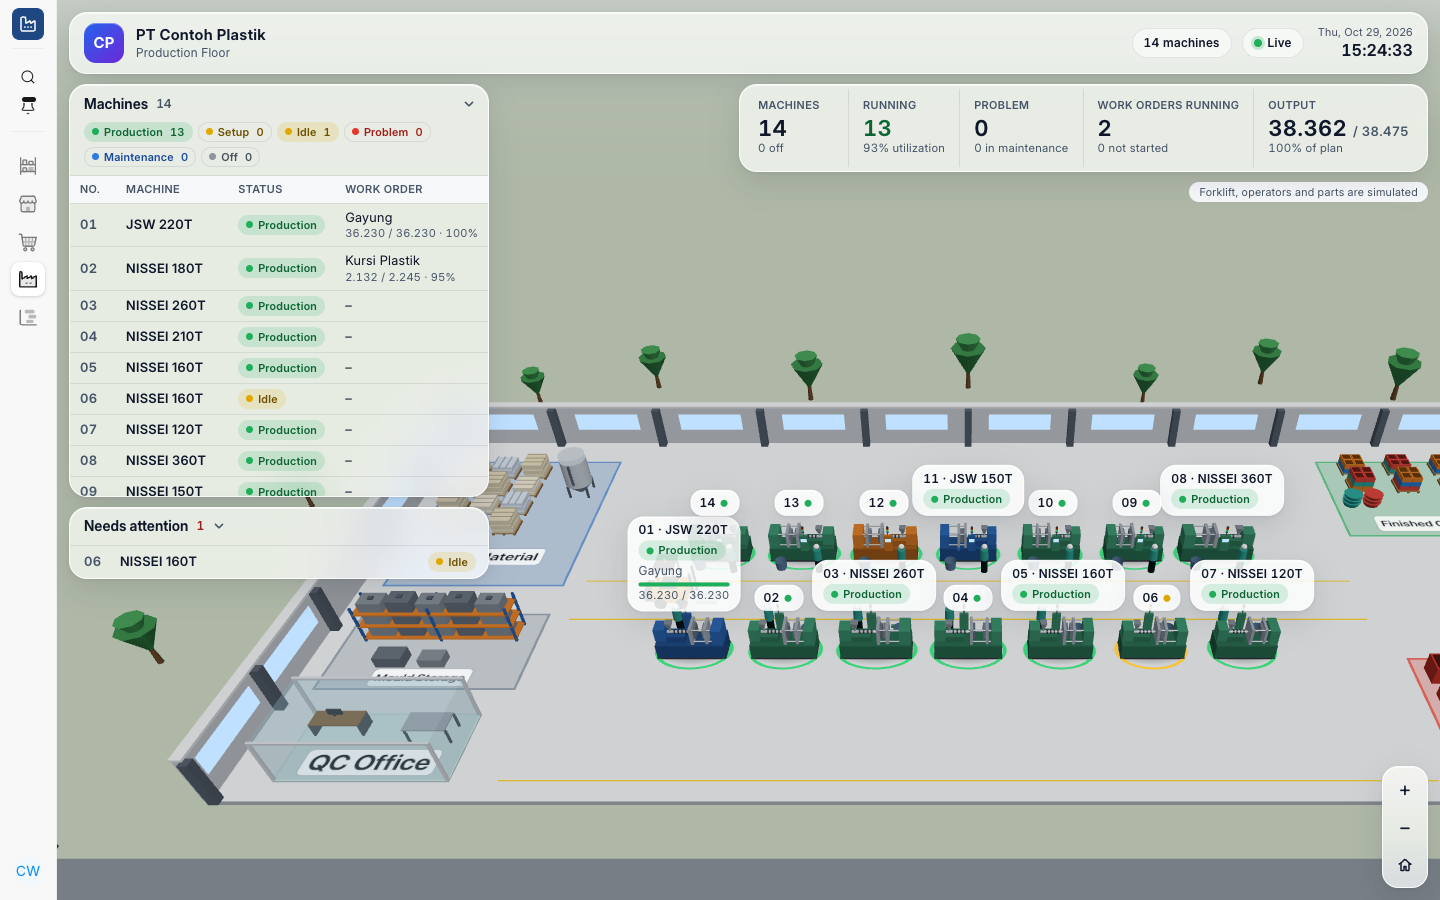 CP
PT Contoh Plastik
Production Floor
14 machines
Live
Thu, Oct 29, 2026
15:24:33
Machines 14
Production 13
Setup 0
Idle 1
Problem 0
Maintenance 0
Off 0
NO. MACHINE STATUS WORK ORDER
01 JSW 220T Production Gayung
36.230 / 36.230 · 100%
02 NISSEI 180T Production Kursi Plastik
2.132 / 2.245 · 95%
03 NISSEI 260T Production –
04 NISSEI 210T Production –
05 NISSEI 160T Production –
06 NISSEI 160T Idle –
07 NISSEI 120T Production –
08 NISSEI 360T Production –
09 NISSEI 150T Production
Needs attention 1
06 NISSEI 160T Idle
MACHINES
14
0 off
RUNNING
13
93% utilization
PROBLEM
0
0 in maintenance
WORK ORDERS RUNNING
2
0 not started
OUTPUT
38.362 / 38.475
100% of plan
Forklift, operators and parts are simulated
14
13
12
11 · JSW 150T
Production
10
09
08 · NISSEI 360T
Production
01 · JSW 220T
Production
Gayung
36.230 / 36.230
02
03 · NISSEI 260T
Production
04
05 · NISSEI 160T
Production
06
07 · NISSEI 120T
Production
Finished
Mould Storage
QC Office
+
−
CW